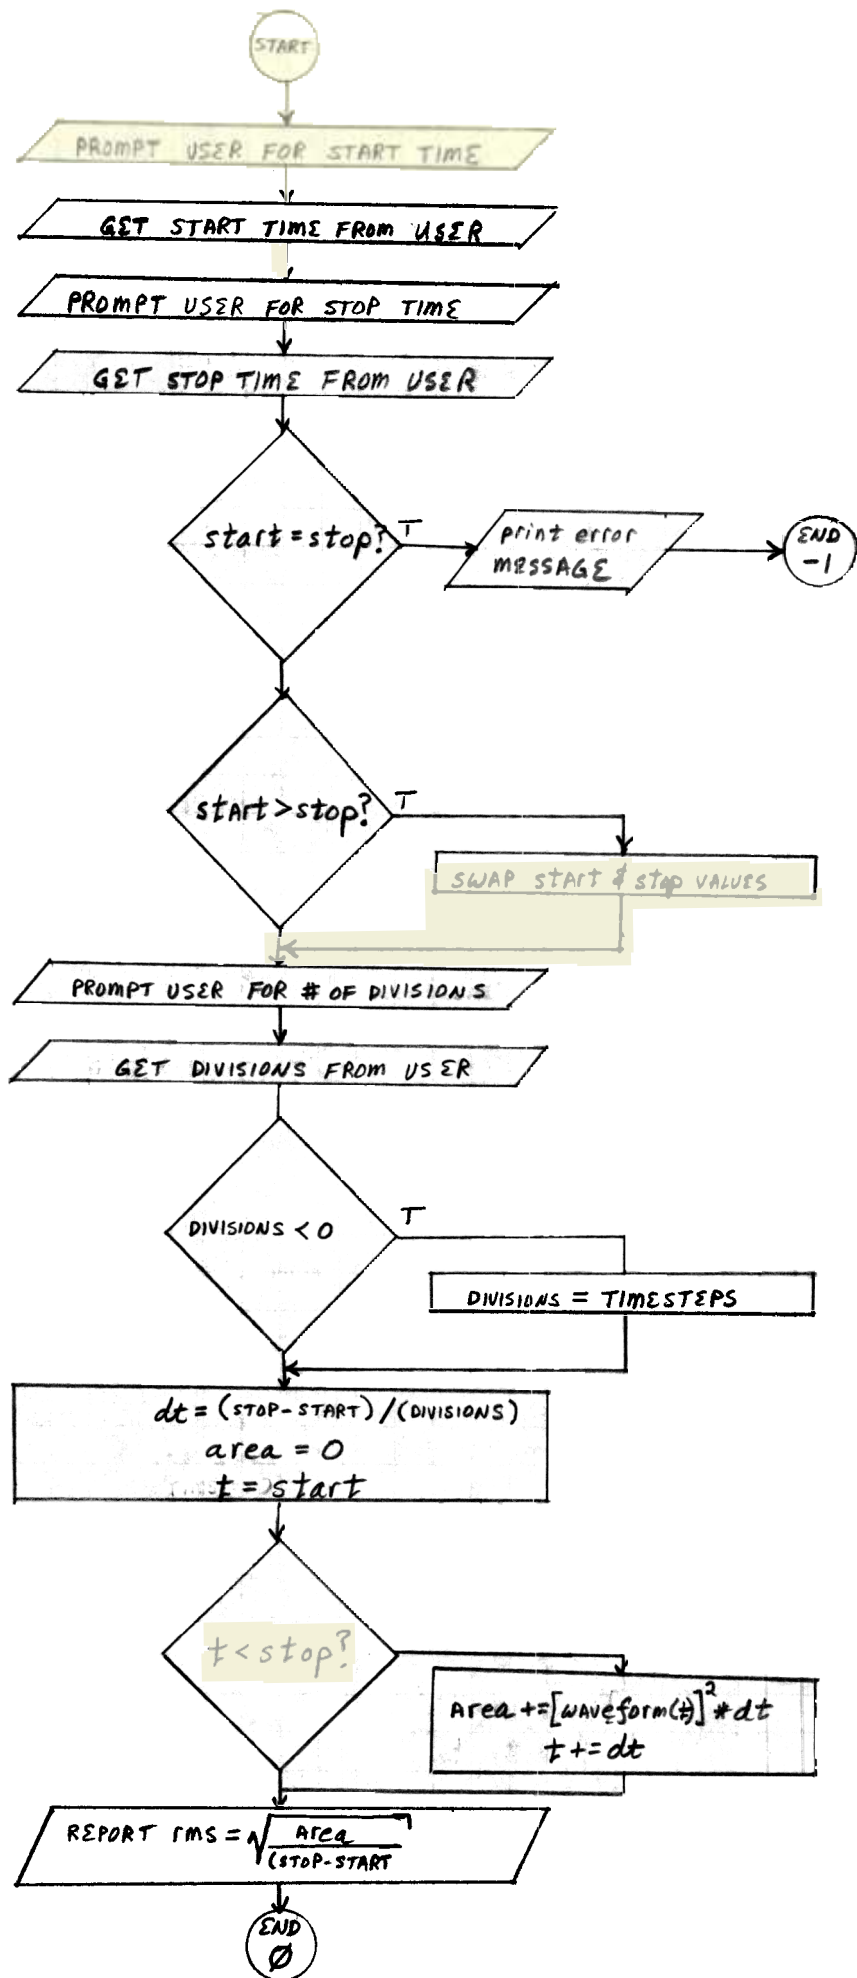 START
PROMPT USER FOR START TIME
GET START TIME FROM USER
PROMPT USER FOR STOP TIME
GET STOP TIME FROM USER
start = stop?
T
print error
MESSAGE
END
-1
start > stop?
T
SWAP start & stop VALUES
PROMPT USER FOR # OF DIVISIONS
GET DIVISIONS FROM USER
DIVISIONS < 0
T
DIVISIONS = TIMESTEPS
dt = (STOP-START) / (DIVISIONS)
area = 0
t = start
t < stop?
Area += [WAVeform(t)]² * dt
t += dt
REPORT rms = √ Area
(STOP-START
END
Ø